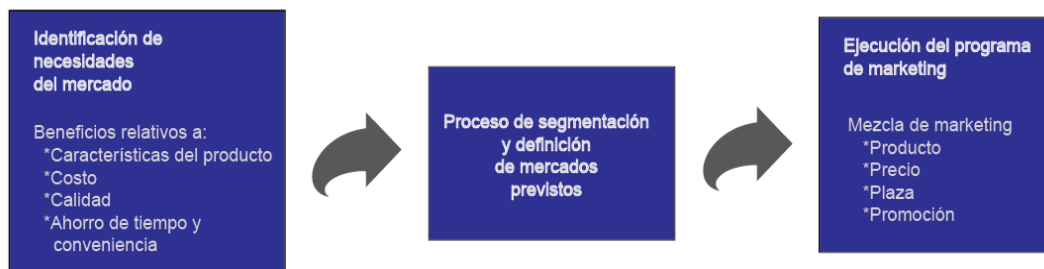 Identificación de
necesidades
del mercado
Beneficios relativos a:
*Características del producto
*Costo
*Calidad
*Ahorro de tiempo y
conveniencia
Proceso de segmentación
y definición
de mercados
previstos
Ejecución del programa
de marketing
Mezcla de marketing
*Producto
*Precio
*Plaza
*Promoción